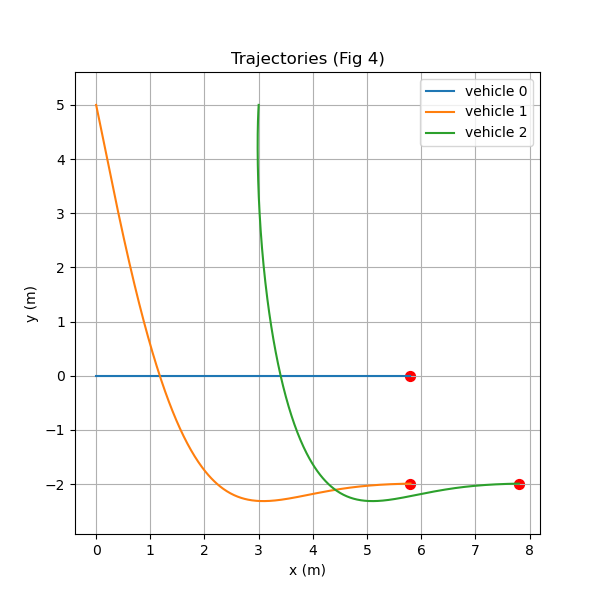 Trajectories (Fig 4)
vehicle 0
vehicle 1
vehicle 2
5
4
3
2
1
0
−1
−2
y (m)
0 1 2 3 4 5 6 7 8
x (m)